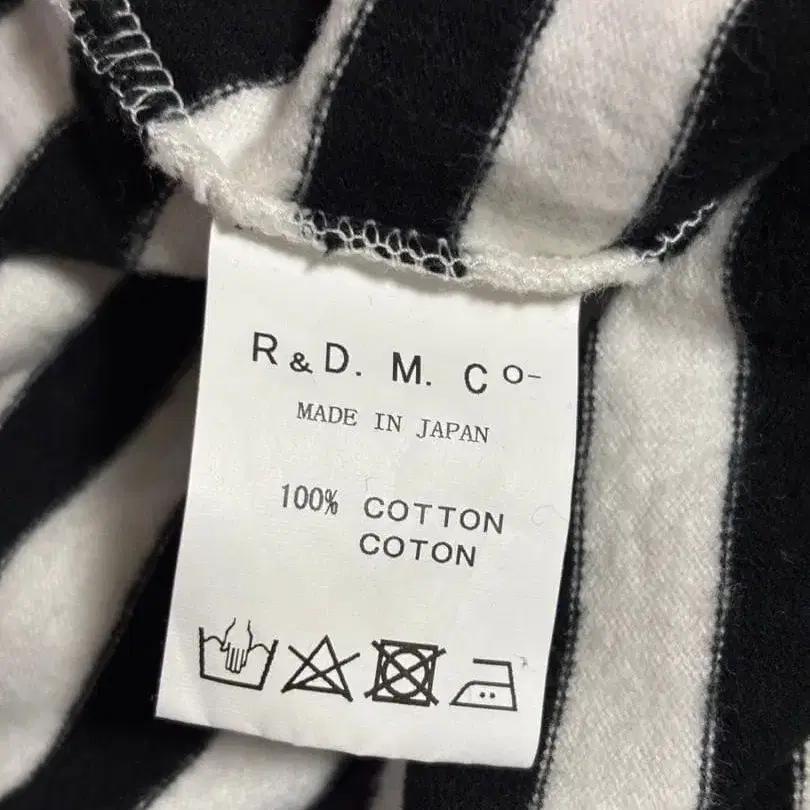 R & D. M. Co-
MADE IN JAPAN
100% COTTON
COTON